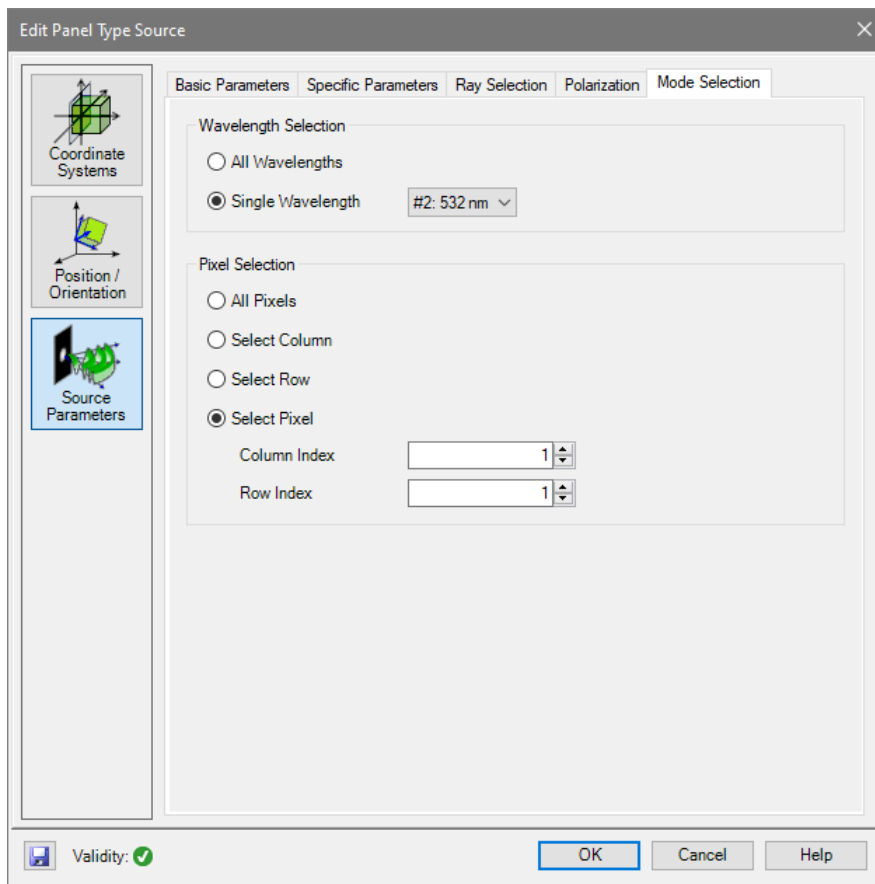 Edit Panel Type Source
Coordinate
Systems
Position /
Orientation
Source
Parameters
Basic Parameters
Specific Parameters
Ray Selection
Polarization
Mode Selection
Wavelength Selection
All Wavelengths
Single Wavelength
#2: 532 nm
Pixel Selection
All Pixels
Select Column
Select Row
Select Pixel
Column Index
1
Row Index
1
Validity:
OK
Cancel
Help